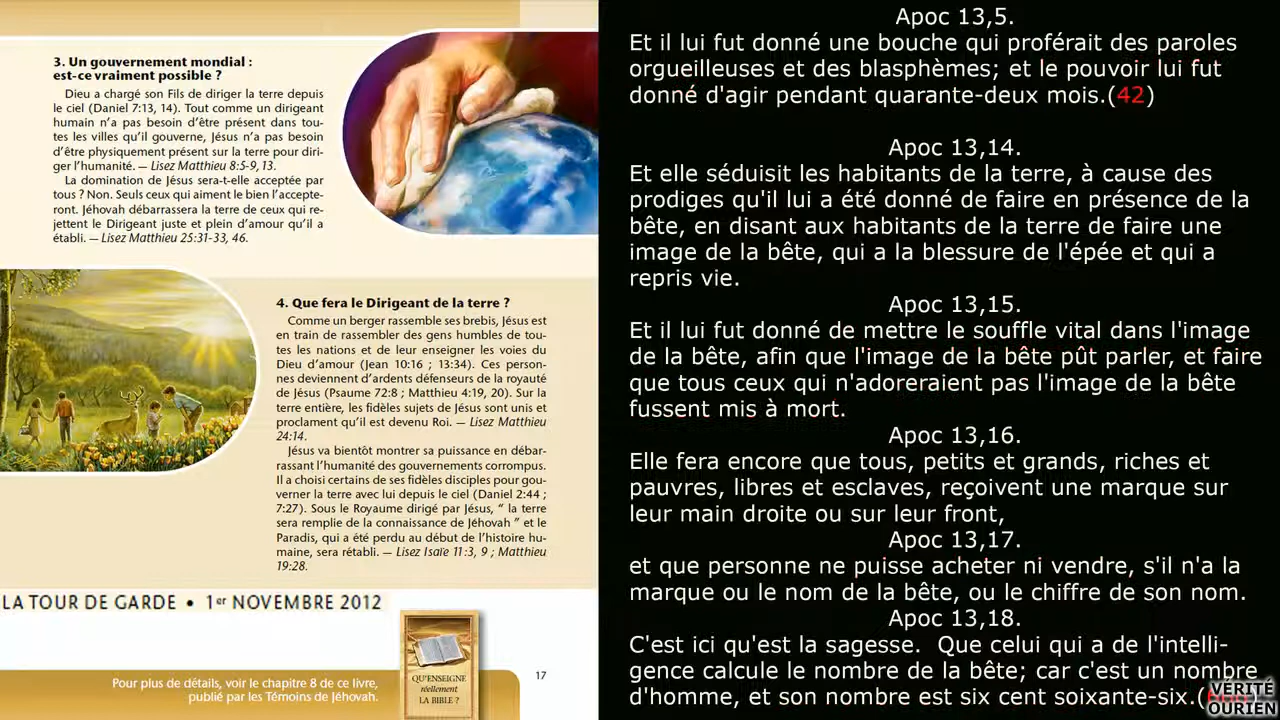 3. Un gouvernement mondial :
est-ce vraiment possible ?
Dieu a chargé son Fils de diriger la terre depuis
le ciel (Daniel 7:13, 14). Tout comme un dirigeant
humain n'a pas besoin d'être présent dans tou-
tes les villes qu'il gouverne, Jésus n'a pas besoin
d'être physiquement présent sur la terre pour diri-
ger l'humanité. — Lisez Matthieu 8:5-9, 13.
La domination de Jésus sera-t-elle acceptée par
tous ? Non. Seuls ceux qui aiment le bien l'accepte-
ront. Jéhovah débarrassera la terre de ceux qui re-
jettent le Dirigeant juste et plein d'amour qu'il a
établi. — Lisez Matthieu 25:31-33, 46.
4. Que fera le Dirigeant de la terre ?
Comme un berger rassemble ses brebis, Jésus est
en train de rassembler des gens humbles de tou-
tes les nations et de leur enseigner les voies du
Dieu d'amour (Jean 10:16 ; 13:34). Ces person-
nes deviennent d'ardents défenseurs de la royauté
de Jésus (Psaume 72:8 ; Matthieu 4:19, 20). Sur la
terre entière, les fidèles sujets de Jésus sont unis et
proclament qu'il est devenu Roi. — Lisez Matthieu
24:14.
Jésus va bientôt montrer sa puissance en débar-
rassant l'humanité des gouvernements corrompus.
Il a choisi certains de ses fidèles disciples pour gou-
verner la terre avec lui depuis le ciel (Daniel 2:44 ;
7:27). Sous le Royaume dirigé par Jésus, “ la terre
sera remplie de la connaissance de Jéhovah ” et le
Paradis, qui a été perdu au début de l'histoire hu-
maine, sera rétabli. — Lisez Isaïe 11:3, 9 ; Matthieu
19:28.
LA TOUR DE GARDE • 1er NOVEMBRE 2012
Pour plus de détails, voir le chapitre 8 de ce livre,
publié par les Témoins de Jéhovah.
QU'ENSEIGNE
réellement
LA BIBLE ?
17
Apoc 13,5.
Et il lui fut donné une bouche qui proférait des paroles
orgueilleuses et des blasphèmes; et le pouvoir lui fut
donné d'agir pendant quarante-deux mois.(42)
Apoc 13,14.
Et elle séduisit les habitants de la terre, à cause des
prodiges qu'il lui a été donné de faire en présence de la
bête, en disant aux habitants de la terre de faire une
image de la bête, qui a la blessure de l'épée et qui a
repris vie.
Apoc 13,15.
Et il lui fut donné de mettre le souffle vital dans l'image
de la bête, afin que l'image de la bête pût parler, et faire
que tous ceux qui n'adoreraient pas l'image de la bête
fussent mis à mort.
Apoc 13,16.
Elle fera encore que tous, petits et grands, riches et
pauvres, libres et esclaves, reçoivent une marque sur
leur main droite ou sur leur front,
Apoc 13,17.
et que personne ne puisse acheter ni vendre, s'il n'a la
marque ou le nom de la bête, ou le chiffre de son nom.
Apoc 13,18.
C'est ici qu'est la sagesse.  Que celui qui a de l'intelli-
gence calcule le nombre de la bête; car c'est un nombre
d'homme, et son nombre est six cent soixante-six.(
VÉRITÉ
OURIEN